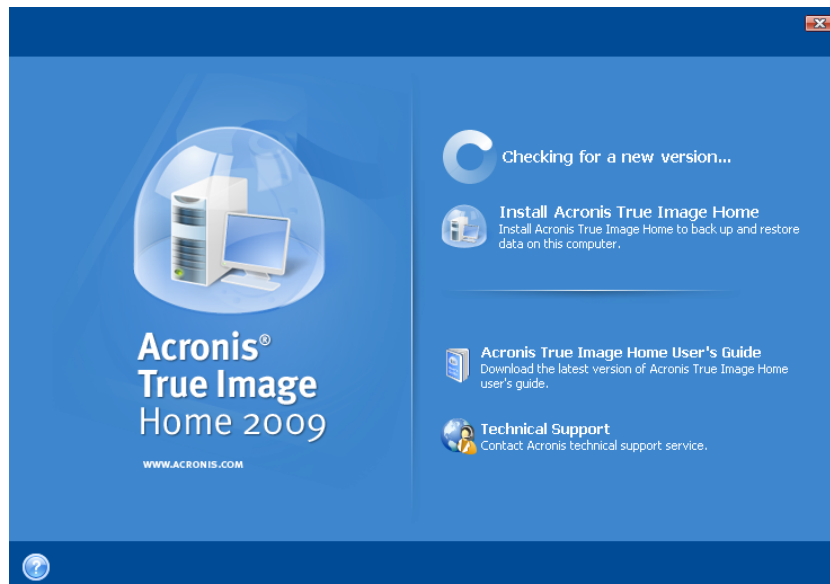 Acronis®
True Image
Home 2009
WWW.ACRONIS.COM
Checking for a new version...
Install Acronis True Image Home
Install Acronis True Image Home to back up and restore
data on this computer.
Acronis True Image Home User's Guide
Download the latest version of Acronis True Image Home
user's guide.
Technical Support
Contact Acronis technical support service.
?